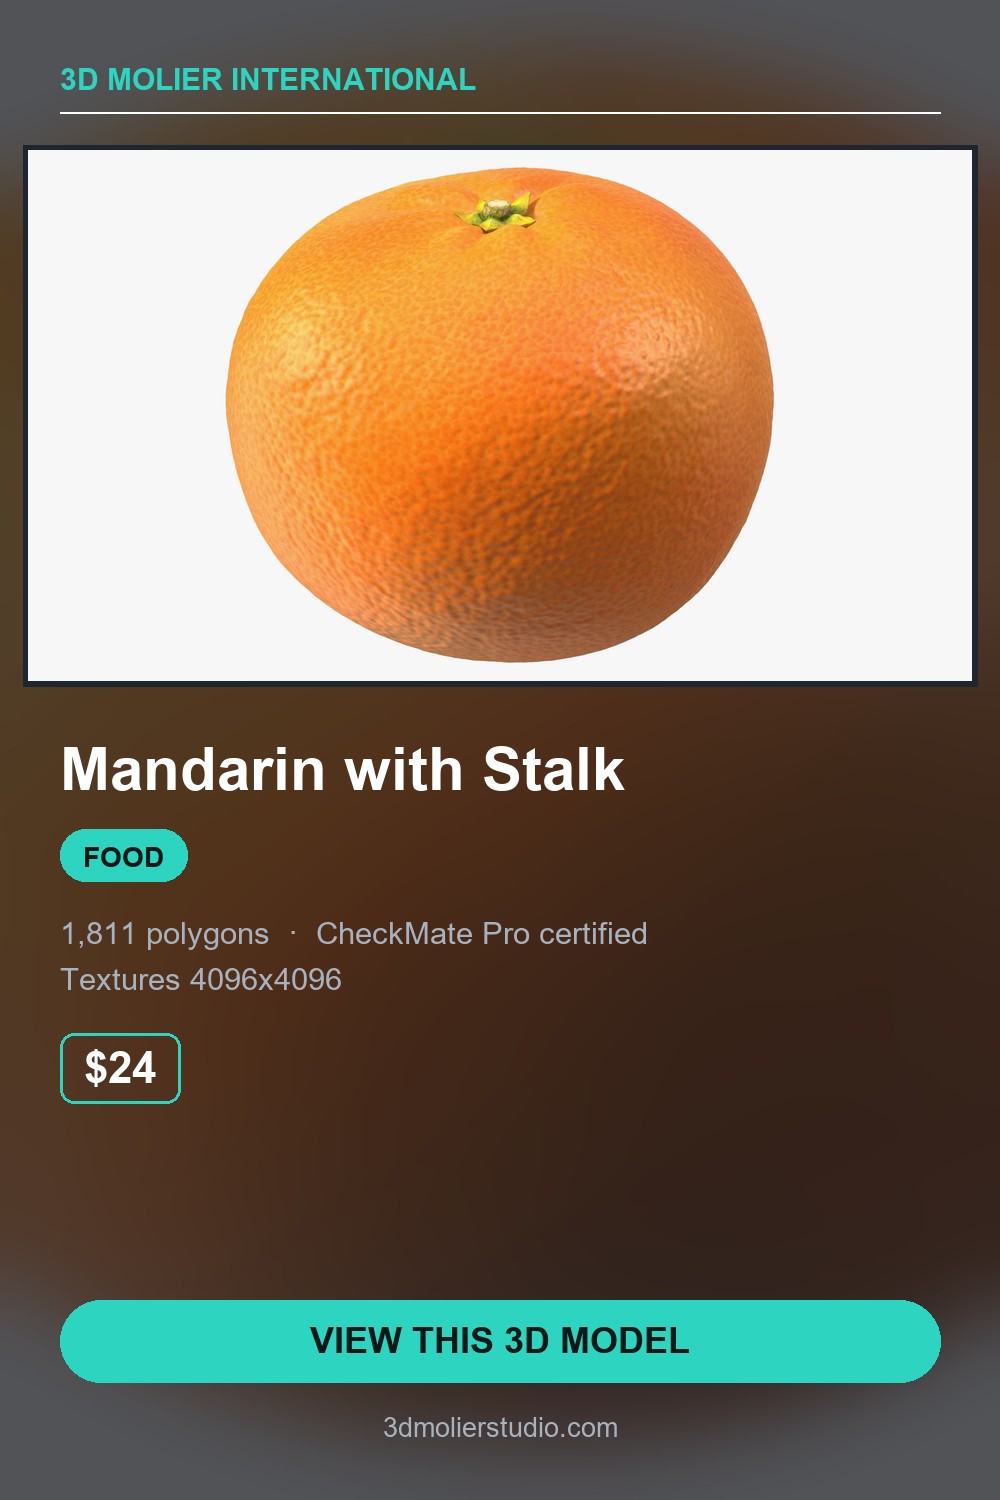 3D MOLIER INTERNATIONAL
Mandarin with Stalk
FOOD
1,811 polygons · CheckMate Pro certified
Textures 4096x4096
$24
VIEW THIS 3D MODEL
3dmolierstudio.com